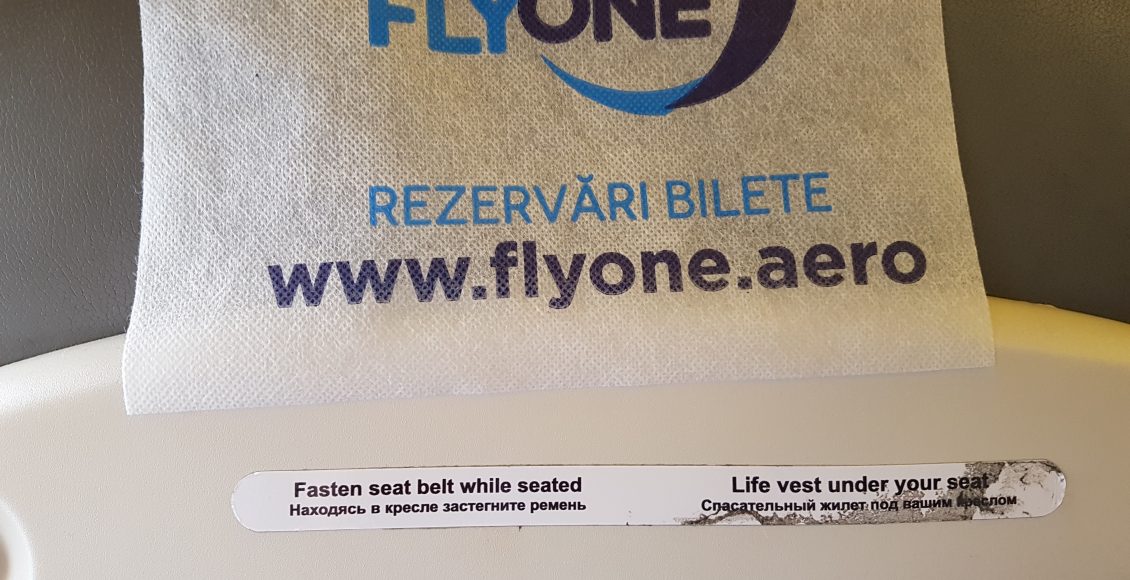 FLYONE
REZERVĂRI BILETE
www.flyone.aero
Fasten seat belt while seated
Находясь в кресле застегните ремень
Life vest under your seat
Спасательный жилет под вашим креслом